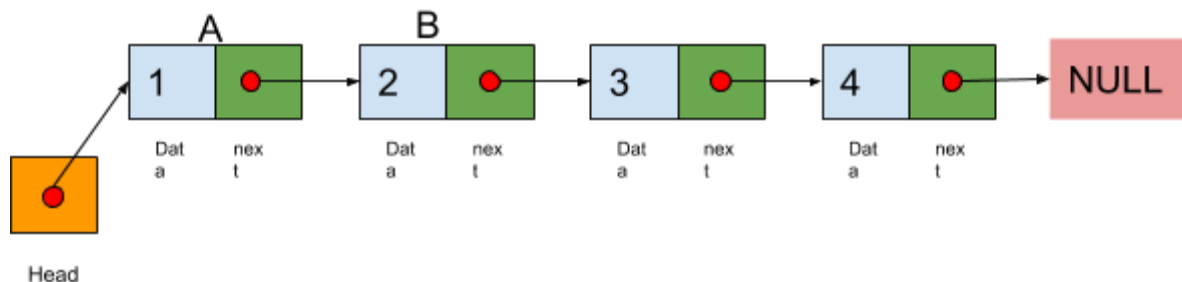 A B
1 2 3 4 NULL
Dat nex Dat nex Dat nex Dat nex
a t a t a t a t
Head